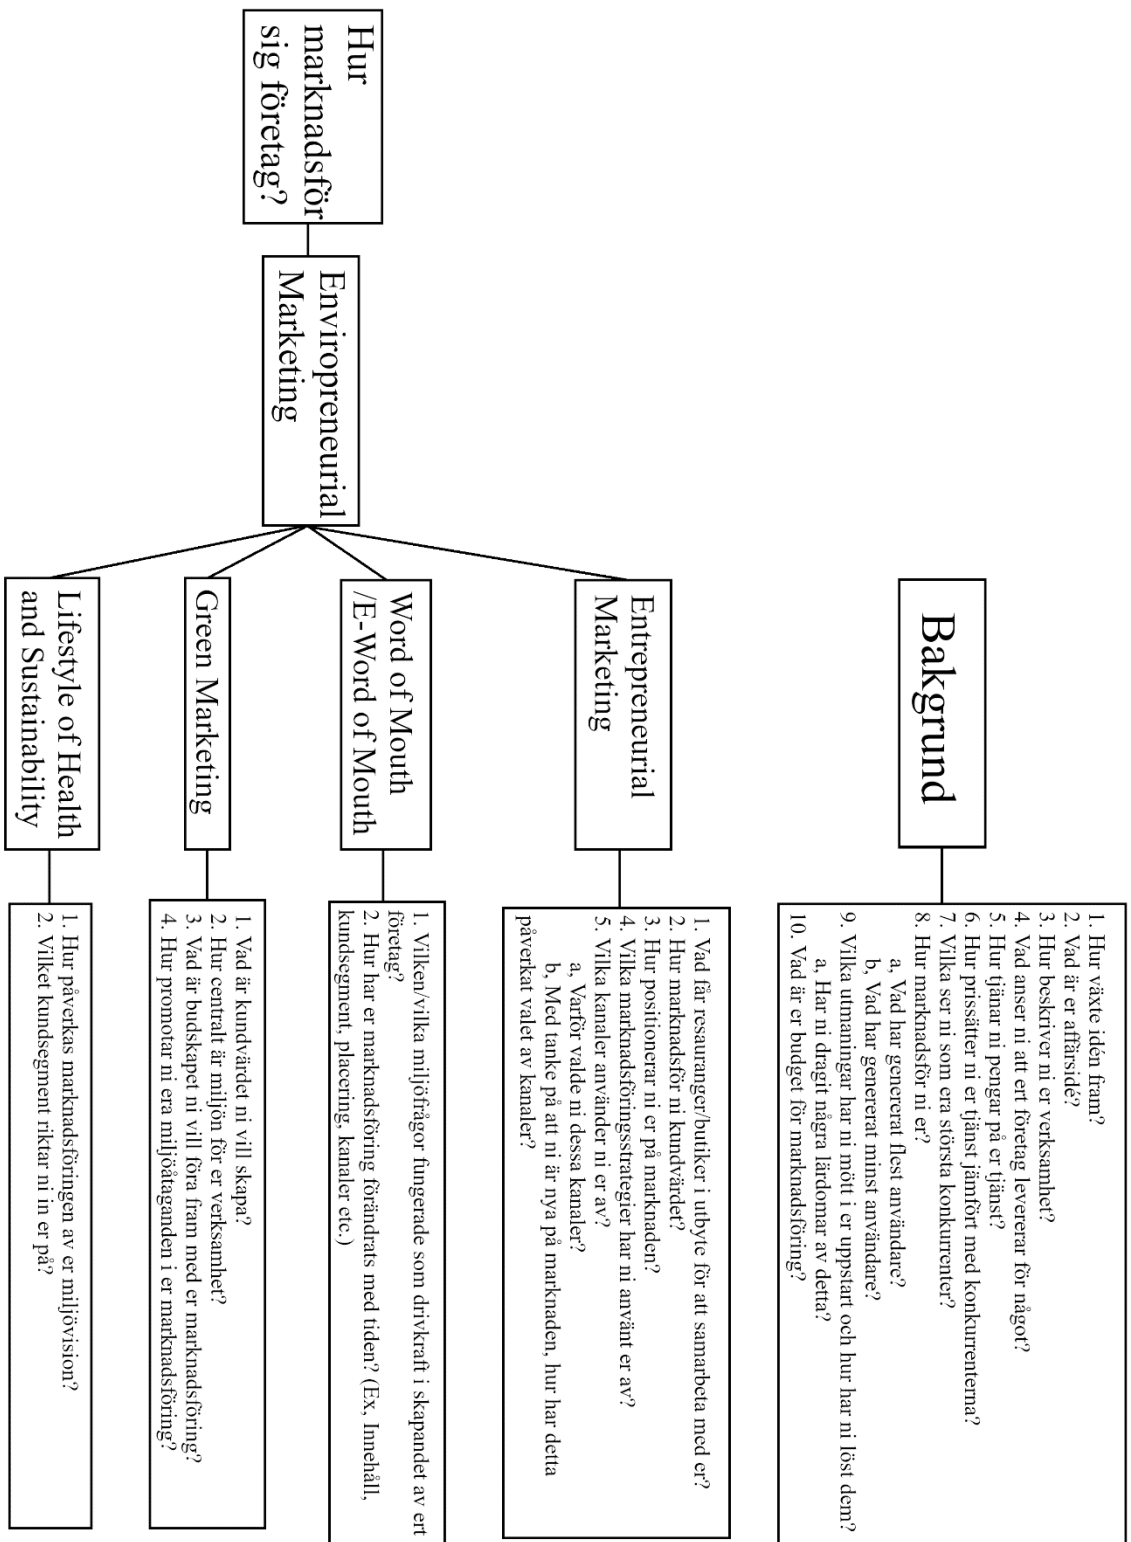 Hur
marknadsför
sig företag?
Enviropreneurial
Marketing
Bakgrund
1. Hur växte idén fram?
2. Vad är er affärsidé?
3. Hur beskriver ni er verksamhet?
4. Vad anser ni att ert företag levererar för något?
5. Hur tjänar ni pengar på er tjänst?
6. Hur prissätter ni er tjänst jämfört med konkurrenterna?
7. Vilka ser ni som era största konkurrenter?
8. Hur marknadsför ni er?
a, Vad har genererat flest användare?
b, Vad har genererat minst användare?
9. Vilka utmaningar har ni mött i er uppstart och hur har ni löst dem?
a, Har ni dragit några lärdomar av detta?
10. Vad är er budget för marknadsföring?
Entrepreneurial
Marketing
1. Vad får resauranger/butiker i utbyte för att samarbeta med er?
2. Hur marknadsför ni kundvärdet?
3. Hur positionerar ni er på marknaden?
4. Vilka marknadsföringsstrategier har ni använt er av?
5. Vilka kanaler använder ni er av?
a, Varför valde ni dessa kanaler?
b, Med tanke på att ni är nya på marknaden, hur har detta
påverkat valet av kanaler?
Word of Mouth
/E-Word of Mouth
1. Vilken/vilka miljöfrågor fungerade som drivkraft i skapandet av ert
företag?
2. Hur har er marknadsföring förändrats med tiden? (Ex, Innehåll,
kundsegment, placering, kanaler etc.)
Green Marketing
1. Vad är kundvärdet ni vill skapa?
2. Hur centralt är miljön för er verksamhet?
3. Vad är budskapet ni vill föra fram med er marknadsföring?
4. Hur promotar ni era miljöåtaganden i er marknadsföring?
Lifestyle of Health
and Sustainability
1. Hur påverkas marknadsföringen av er miljövision?
2. Vilket kundsegment riktar ni in er på?